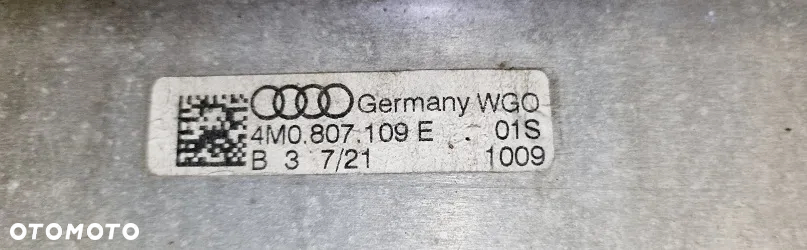 Germany WGO
4M0.807.109 E .. 01S
B 3 7/21 1009
OTOMOTO